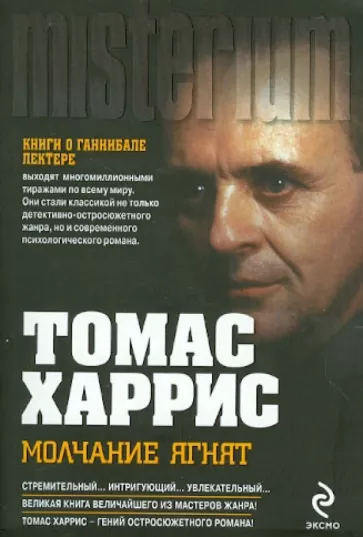 misterium
КНИГИ О ГАННИБАЛЕ
ЛЕКТЕРЕ
выходят многомиллионными
тиражами по всему миру.
Они стали классикой не только
детективно-остросюжетного
жанра, но и современного
психологического романа.
ТОМАС
ХАРРИС
МОЛЧАНИЕ ЯГНЯТ
СТРЕМИТЕЛЬНЫЙ... ИНТРИГУЮЩИЙ... УВЛЕКАТЕЛЬНЫЙ...
ВЕЛИКАЯ КНИГА ВЕЛИЧАЙШЕГО ИЗ МАСТЕРОВ ЖАНРА!
ТОМАС ХАРРИС – ГЕНИЙ ОСТРОСЮЖЕТНОГО РОМАНА!
ЭКСМО